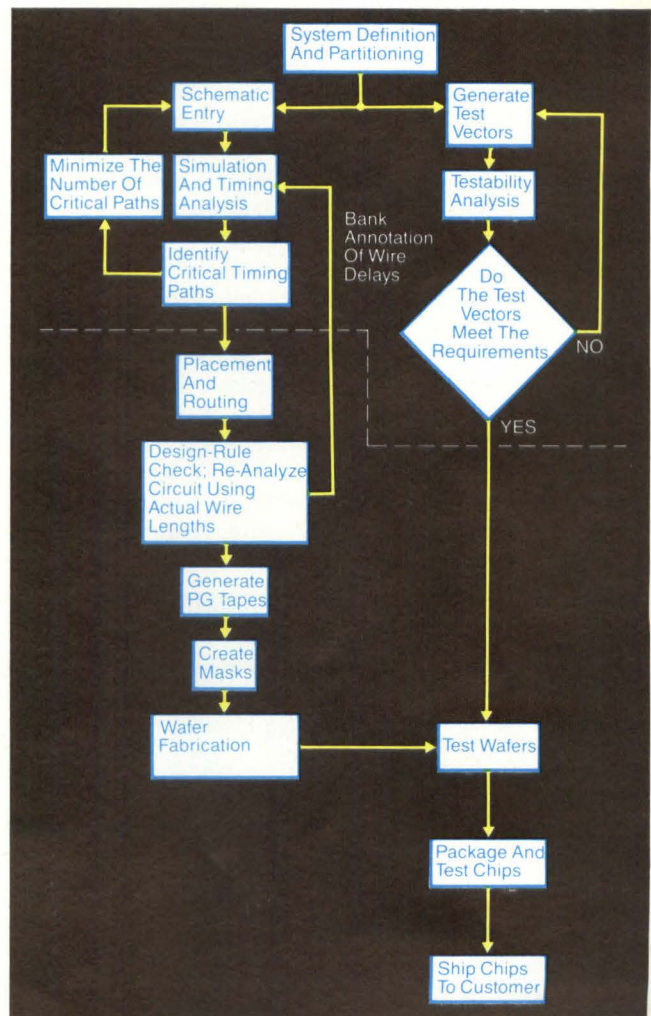 System Definition
And Partitioning
Schematic
Entry
Generate
Test
Vectors
Minimize The
Number Of
Critical Paths
Simulation
And Timing
Analysis
Testability
Analysis
Bank
Annotation
Of Wire
Delays
Identify
Critical Timing
Paths
Do
The Test
Vectors
Meet The
Requirements
NO
YES
Placement
And
Routing
Design-Rule
Check; Re-Analyze
Circuit Using
Actual Wire
Lengths
Generate
PG Tapes
Create
Masks
Wafer
Fabrication
Test Wafers
Package And
Test Chips
Ship Chips
To Customer